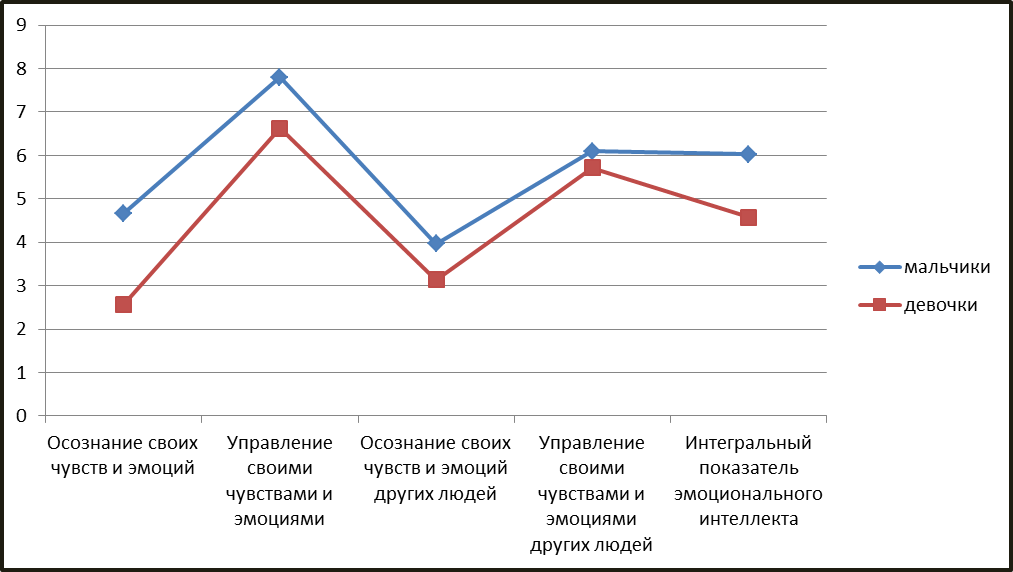 9
8
7
6
5
4
3
2
1
0
Осознание своих
чувств и эмоций
Управление
своими
чувствами и
эмоциями
Осознание своих
чувств и эмоций
других людей
Управление
своими
чувствами и
эмоциями
других людей
Интегральный
показатель
эмоционального
интеллекта
мальчики
девочки